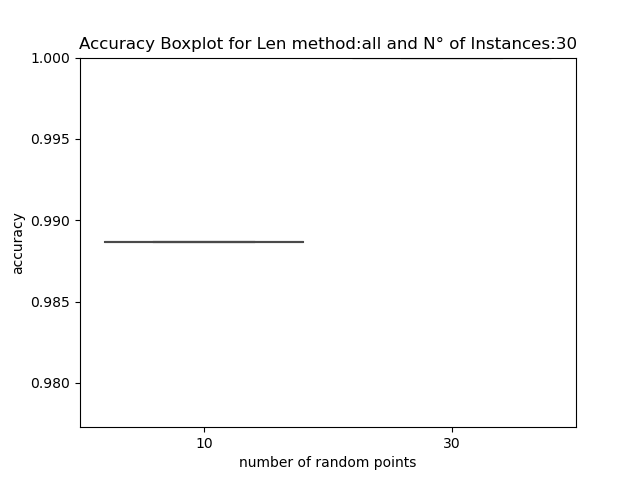 Accuracy Boxplot for Len method:all and N° of Instances:30
1.000
0.995
0.990
0.985
0.980
accuracy
10
30
number of random points